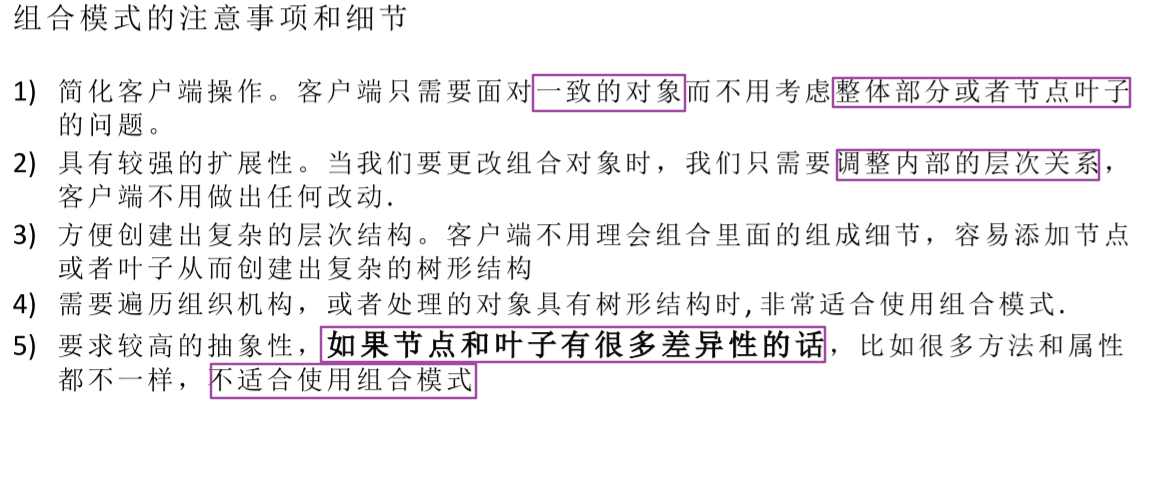 组合模式的注意事项和细节
1) 简化客户端操作。客户端只需要面对一致的对象而不用考虑整体部分或者节点叶子
的问题。
2) 具有较强的扩展性。当我们要更改组合对象时，我们只需要调整内部的层次关系，
客户端不用做出任何改动.
3) 方便创建出复杂的层次结构。客户端不用理会组合里面的组成细节，容易添加节点
或者叶子从而创建出复杂的树形结构
4) 需要遍历组织机构，或者处理的对象具有树形结构时,非常适合使用组合模式.
5) 要求较高的抽象性，如果节点和叶子有很多差异性的话，比如很多方法和属性
都不一样，不适合使用组合模式